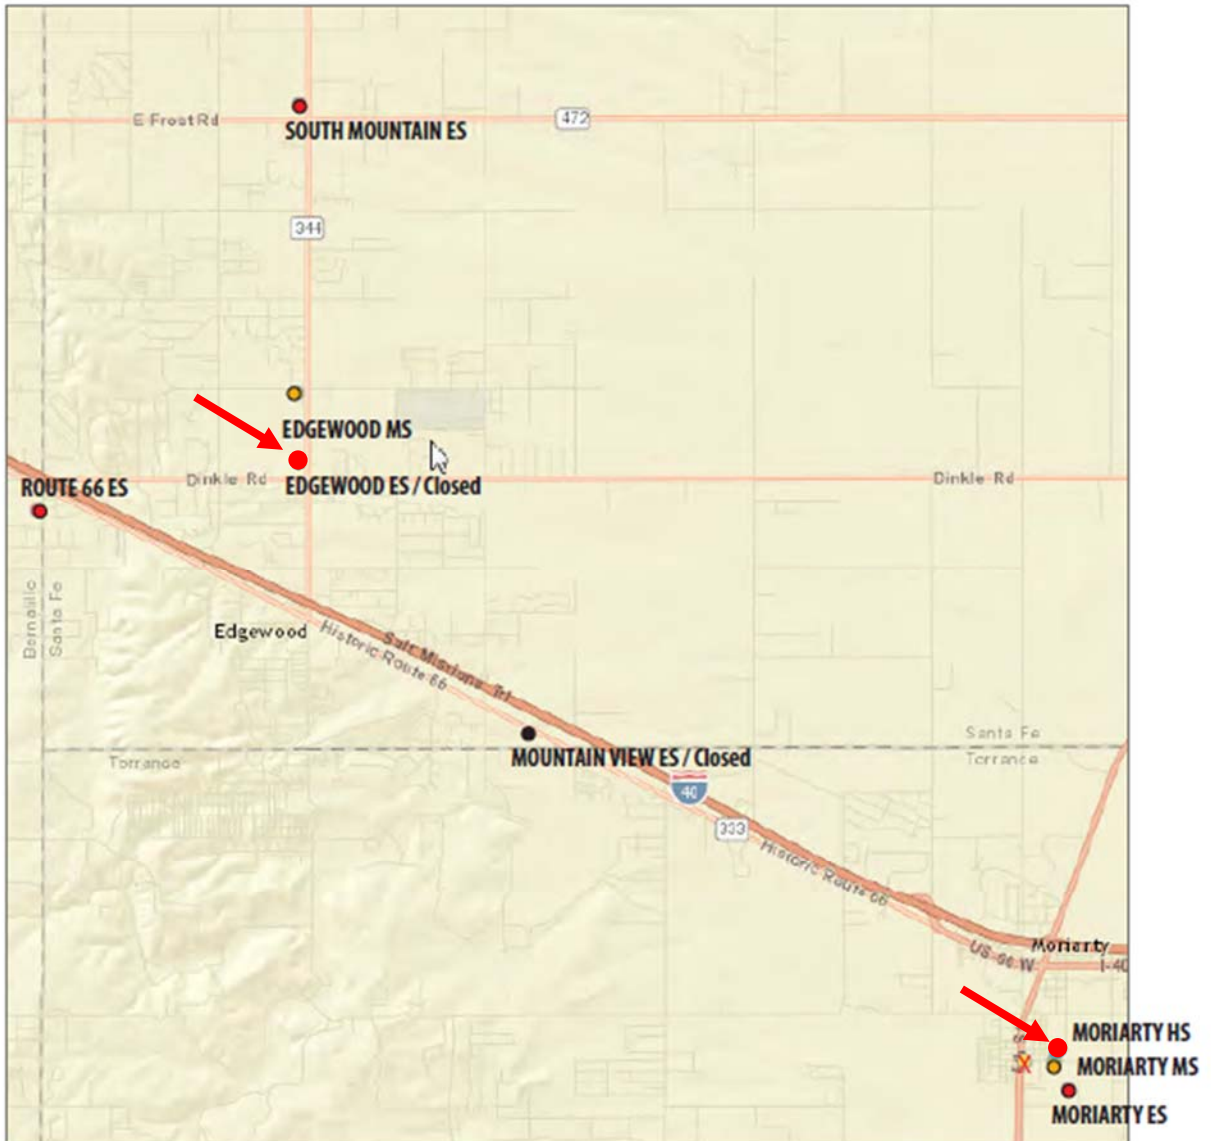 E Frost Rd
472
SOUTH MOUNTAIN ES
344
EDGEWOOD MS
Dinkle Rd
EDGEWOOD ES / Closed
Dinkle Rd
ROUTE 66 ES
Bernalillo
Santa Fe
Edgewood
Historic Route 66
Salt Missions Trl
Santa Fe
MOUNTAIN VIEW ES / Closed
Torrance
Torrance
40
333
Historic Route 66
Moriarty
US-66 W
I-40
MORIARTY HS
X
MORIARTY MS
MORIARTY ES